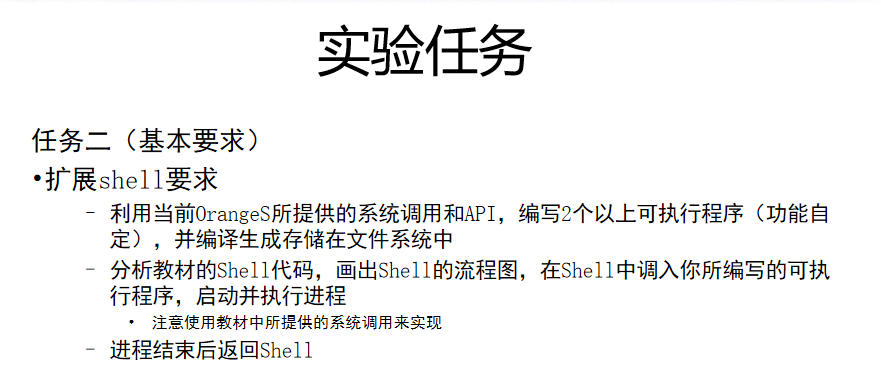 实验任务
任务二（基本要求）
•扩展shell要求
– 利用当前OrangeS所提供的系统调用和API，编写2个以上可执行程序（功能自
定），并编译生成存储在文件系统中
– 分析教材的Shell代码，画出Shell的流程图，在Shell中调入你所编写的可执
行程序，启动并执行进程
• 注意使用教材中所提供的系统调用来实现
– 进程结束后返回Shell